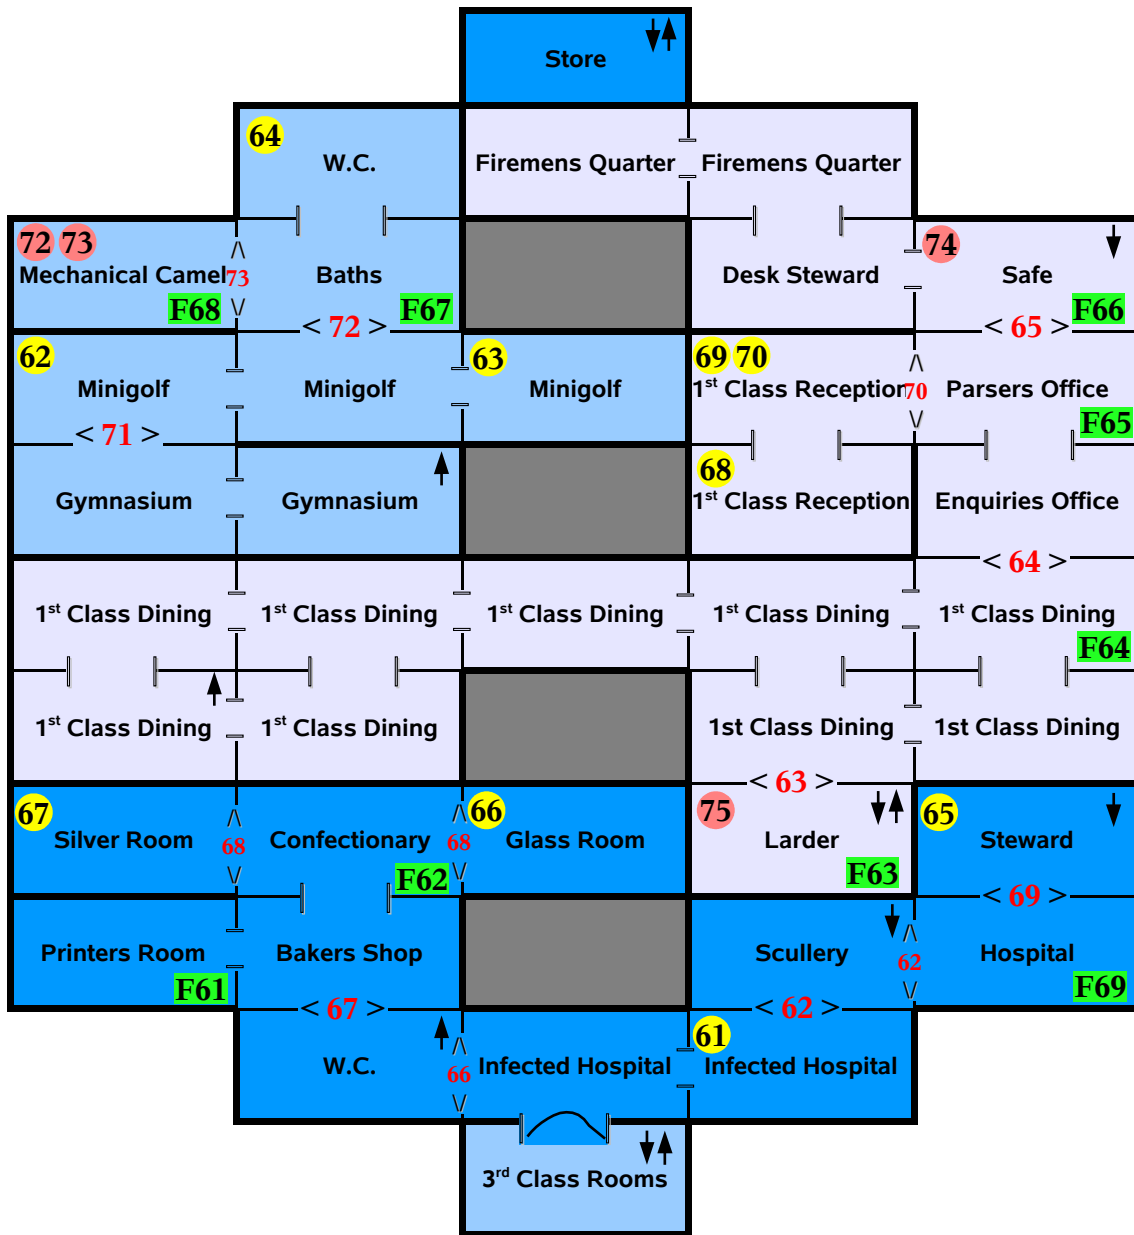 Store
64
W.C.
Firemens Quarter
Firemens Quarter
72 73
Mechanical Camel
F68
< 73 >
Baths
F67
Desk Steward
74
Safe
F66
< 72 >
< 65 >
62
Minigolf
Minigolf
63
Minigolf
69 70
1st Class Reception
< 70 >
Parsers Office
F65
< 71 >
Gymnasium
Gymnasium
68
1st Class Reception
Enquiries Office
< 64 >
1st Class Dining
1st Class Dining
1st Class Dining
1st Class Dining
1st Class Dining
F64
1st Class Dining
1st Class Dining
1st Class Dining
1st Class Dining
< 63 >
67
Silver Room
< 68 >
Confectionary
F62
< 68 >
66
Glass Room
75
Larder
F63
65
Steward
< 69 >
Printers Room
F61
Bakers Shop
Scullery
< 62 >
Hospital
F69
< 67 >
< 62 >
W.C.
< 66 >
Infected Hospital
61
Infected Hospital
3rd Class Rooms